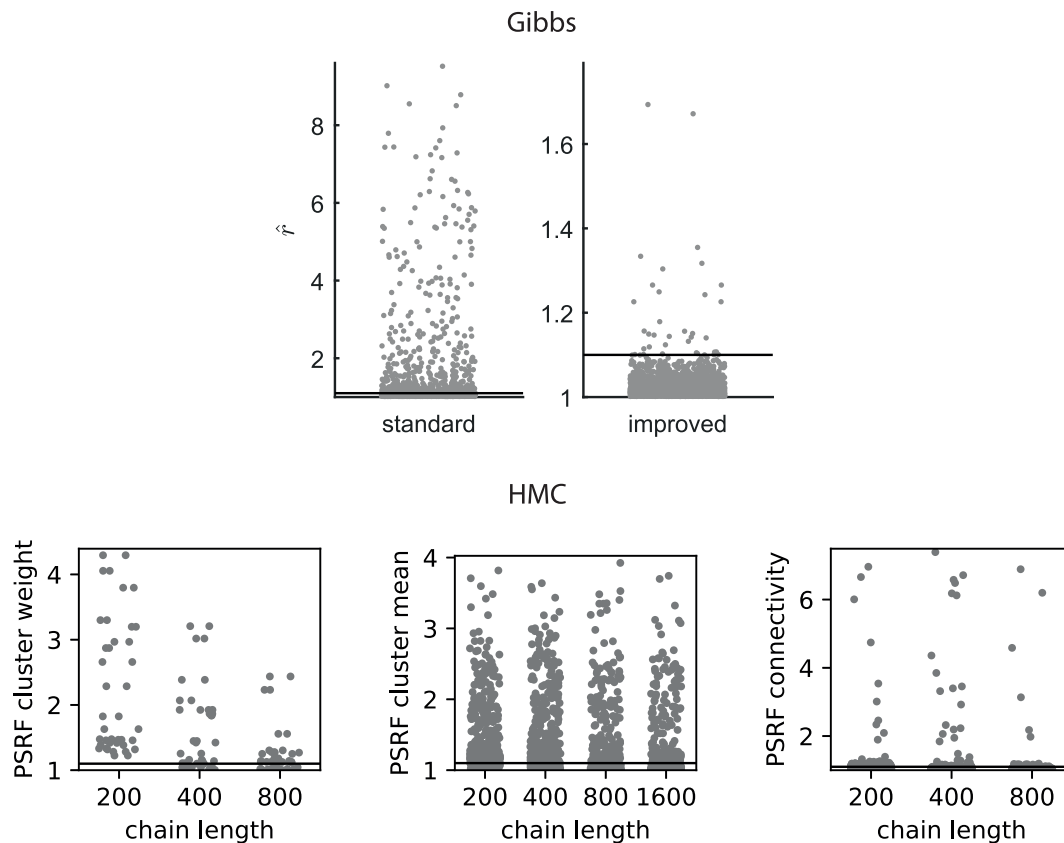 Gibbs
r̂
8
6
4
2
standard
1.6
1.4
1.2
1
improved
HMC
PSRF cluster weight
4
3
2
1
200 400 800
chain length
PSRF cluster mean
4
3
2
1
200 400 800 1600
chain length
PSRF connectivity
6
4
2
200 400 800
chain length